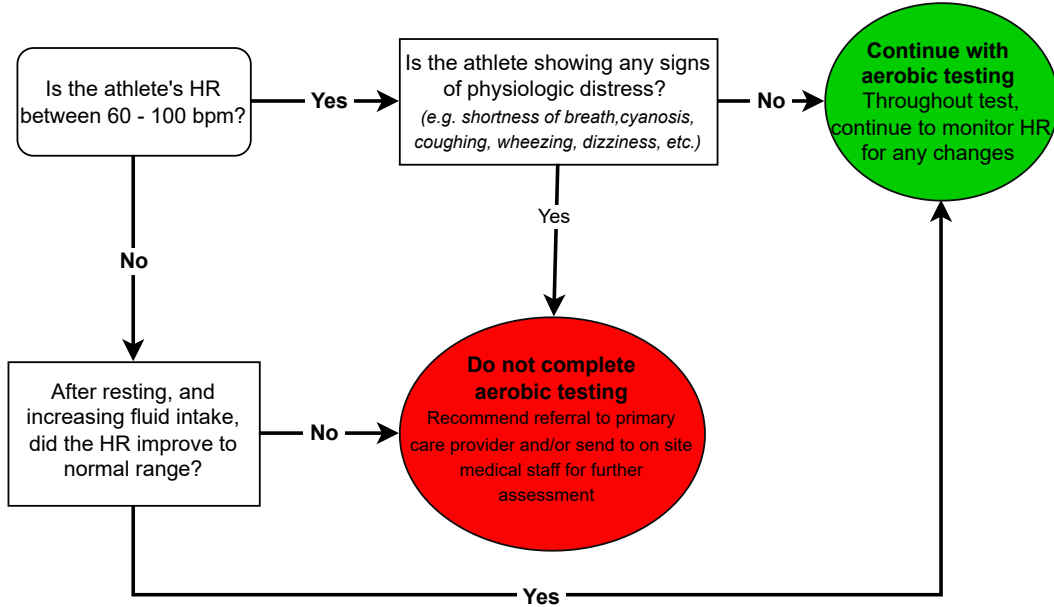 Is the athlete's HR
between 60 - 100 bpm?
Yes
Is the athlete showing any signs
of physiologic distress?
(e.g. shortness of breath,cyanosis,
coughing, wheezing, dizziness, etc.)
No
Continue with
aerobic testing
Throughout test,
continue to monitor HR
for any changes
Yes
No
After resting, and
increasing fluid intake,
did the HR improve to
normal range?
No
Do not complete
aerobic testing
Recommend referral to primary
care provider and/or send to on site
medical staff for further
assessment
Yes